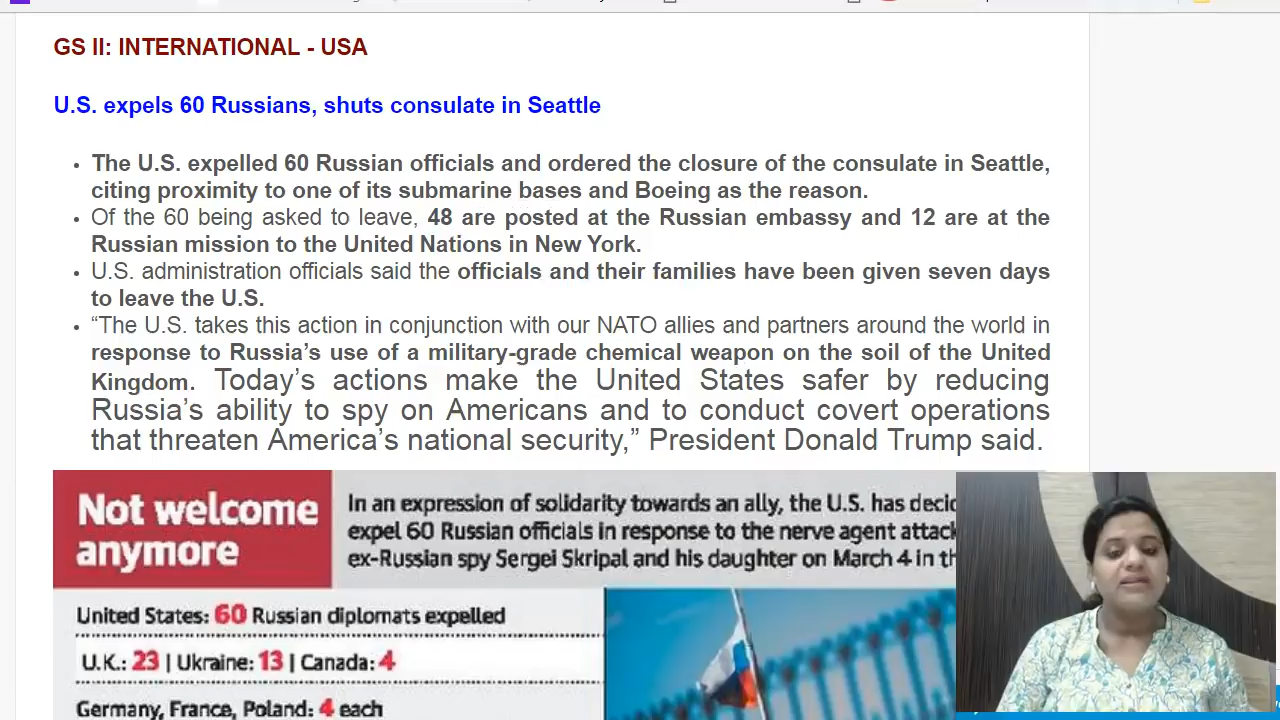 GS II: INTERNATIONAL - USA
U.S. expels 60 Russians, shuts consulate in Seattle
• The U.S. expelled 60 Russian officials and ordered the closure of the consulate in Seattle,
citing proximity to one of its submarine bases and Boeing as the reason.
• Of the 60 being asked to leave, 48 are posted at the Russian embassy and 12 are at the
Russian mission to the United Nations in New York.
• U.S. administration officials said the officials and their families have been given seven days
to leave the U.S.
• “The U.S. takes this action in conjunction with our NATO allies and partners around the world in
response to Russia’s use of a military-grade chemical weapon on the soil of the United
Kingdom. Today’s actions make the United States safer by reducing
Russia’s ability to spy on Americans and to conduct covert operations
that threaten America’s national security,” President Donald Trump said.
Not welcome
anymore
In an expression of solidarity towards an ally, the U.S. has
expel 60 Russian officials in response to the nerve agent attack
ex-Russian spy Sergei Skripal and his daughter on March 4 in
United States: 60 Russian diplomats expelled
U.K.: 23 | Ukraine: 13 | Canada: 4
Germany, France, Poland: 4 each